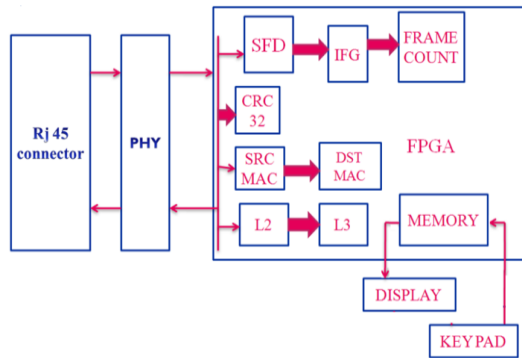 Rj 45
connector
PHY
SFD
IFG
FRAME
COUNT
CRC
32
SRC
MAC
DST
MAC
FPGA
L2
L3
MEMORY
DISPLAY
KEYPAD